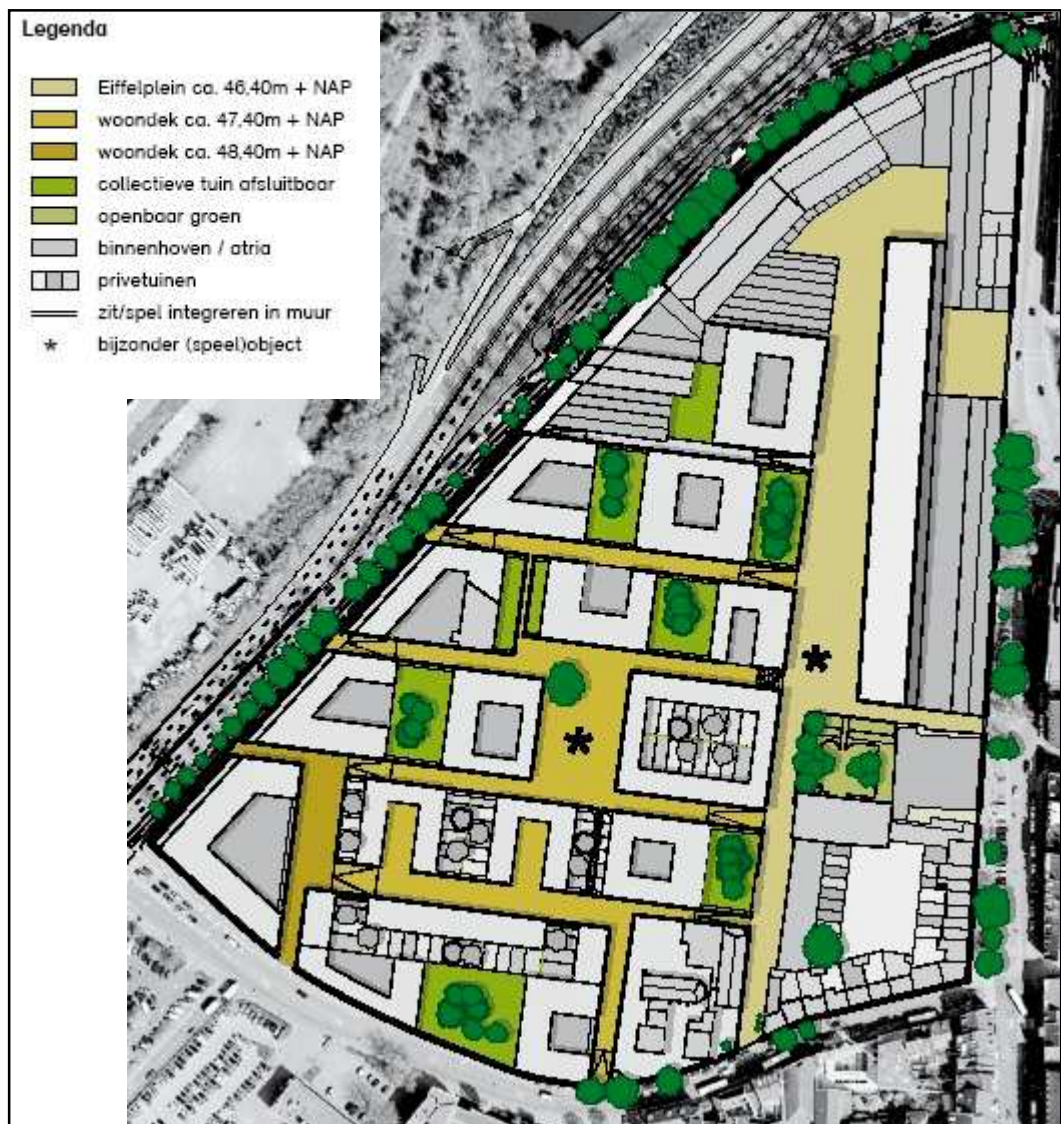 Legenda
Eiffelplein ca. 46,40m + NAP
woondek ca. 47,40m + NAP
woondek ca. 48,40m + NAP
collectieve tuin afsluitbaar
openbaar groen
binnenhoven / atria
privetuinen
zit/spel integreren in muur
* bijzonder (speel)object